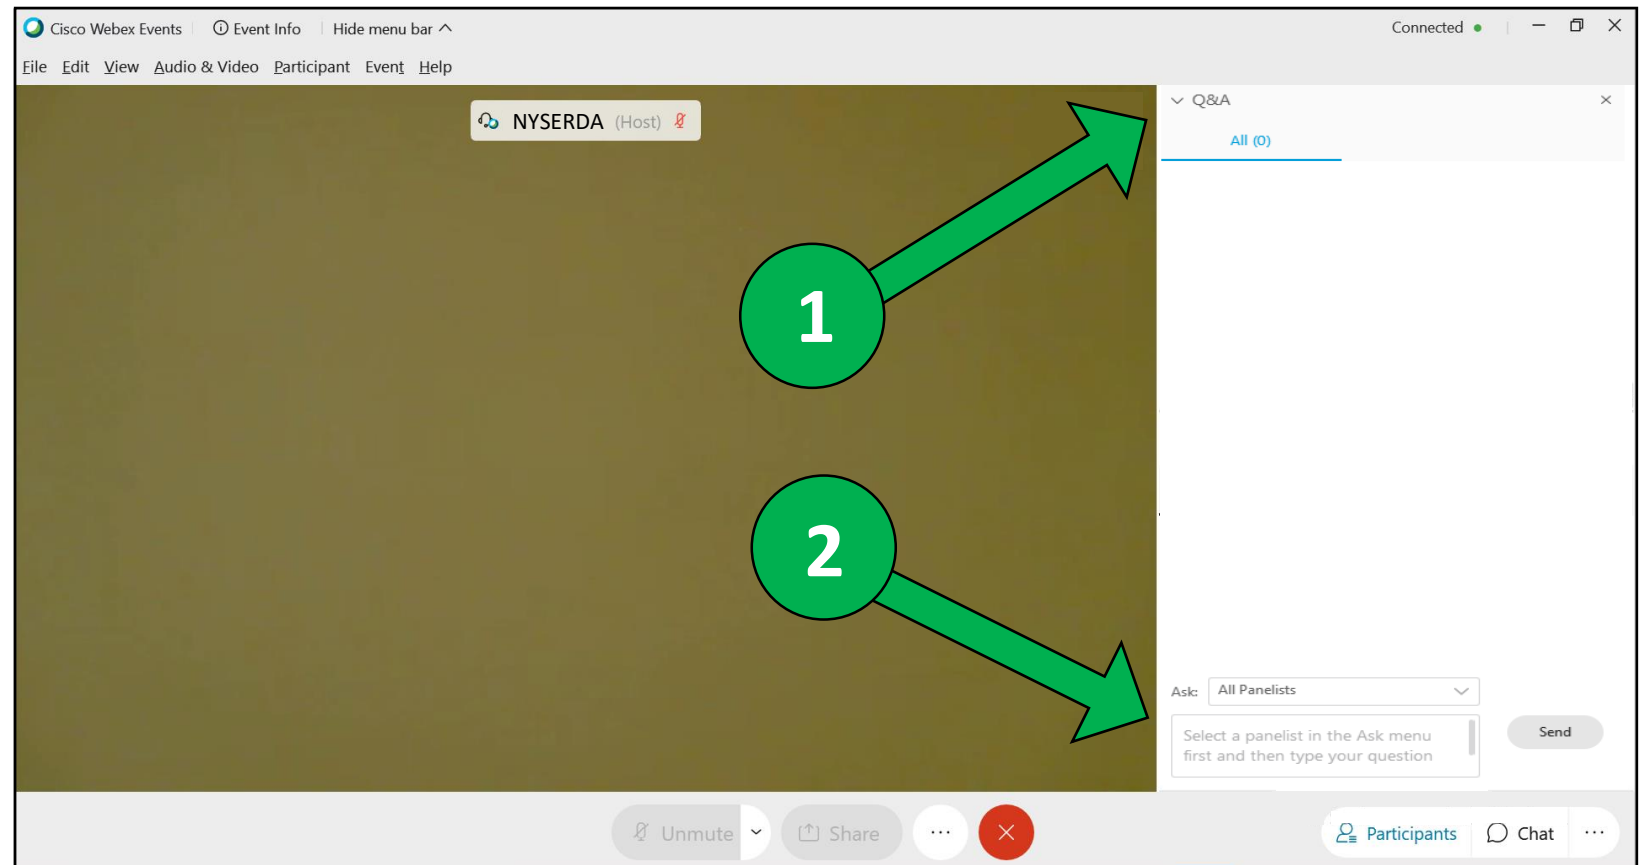 Cisco Webex Events Event Info Hide menu bar Connected
File Edit View Audio & Video Participant Event Help
NYSERDA (Host)
Q&A
All (0)
1
2
Ask: All Panelists
Select a panelist in the Ask menu
first and then type your question
Send
Unmute Share ... Participants Chat ...